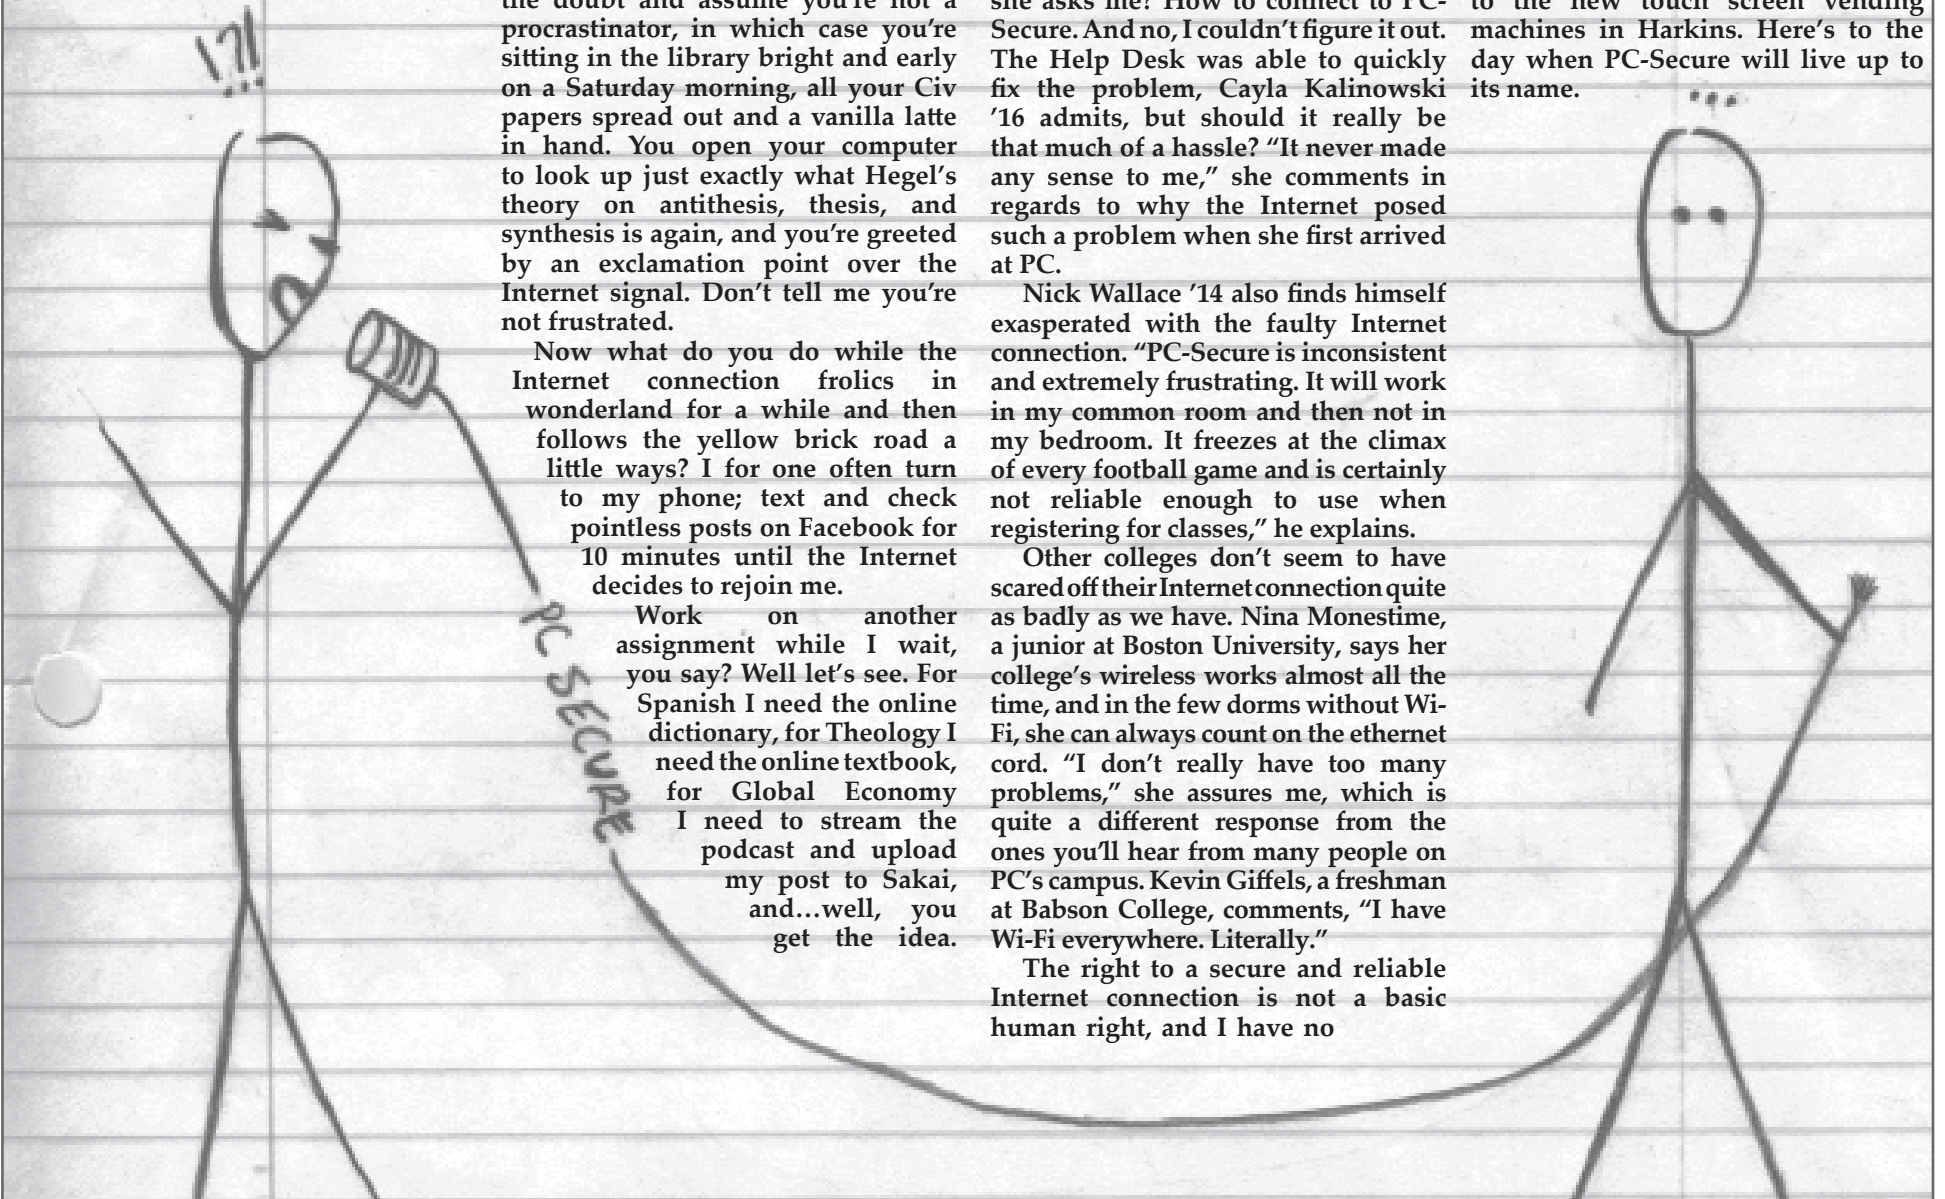 !?!
...
the doubt and assume you're not a
procrastinator, in which case you're
sitting in the library bright and early
on a Saturday morning, all your Civ
papers spread out and a vanilla latte
in hand. You open your computer
to look up just exactly what Hegel's
theory on antithesis, thesis, and
synthesis is again, and you're greeted
by an exclamation point over the
Internet signal. Don't tell me you're
not frustrated.
Now what do you do while the
Internet connection frolics in
wonderland for a while and then
follows the yellow brick road a
little ways? I for one often turn
to my phone; text and check
pointless posts on Facebook for
10 minutes until the Internet
decides to rejoin me.
Work on another
assignment while I wait,
you say? Well let's see. For
Spanish I need the online
dictionary, for Theology I
need the online textbook,
for Global Economy
I need to stream the
podcast and upload
my post to Sakai,
and…well, you
get the idea.
PC SECURE
she asks me? How to connect to PC-
Secure. And no, I couldn't figure it out.
The Help Desk was able to quickly
fix the problem, Cayla Kalinowski
'16 admits, but should it really be
that much of a hassle? "It never made
any sense to me," she comments in
regards to why the Internet posed
such a problem when she first arrived
at PC.
Nick Wallace '14 also finds himself
exasperated with the faulty Internet
connection. "PC-Secure is inconsistent
and extremely frustrating. It will work
in my common room and then not in
my bedroom. It freezes at the climax
of every football game and is certainly
not reliable enough to use when
registering for classes," he explains.
Other colleges don't seem to have
scared off their Internet connection quite
as badly as we have. Nina Monestime,
a junior at Boston University, says her
college's wireless works almost all the
time, and in the few dorms without Wi-
Fi, she can always count on the ethernet
cord. "I don't really have too many
problems," she assures me, which is
quite a different response from the
ones you'll hear from many people on
PC's campus. Kevin Giffels, a freshman
at Babson College, comments, "I have
Wi-Fi everywhere. Literally."
The right to a secure and reliable
Internet connection is not a basic
human right, and I have no
to the new touch screen vending
machines in Harkins. Here's to the
day when PC-Secure will live up to
its name.
...